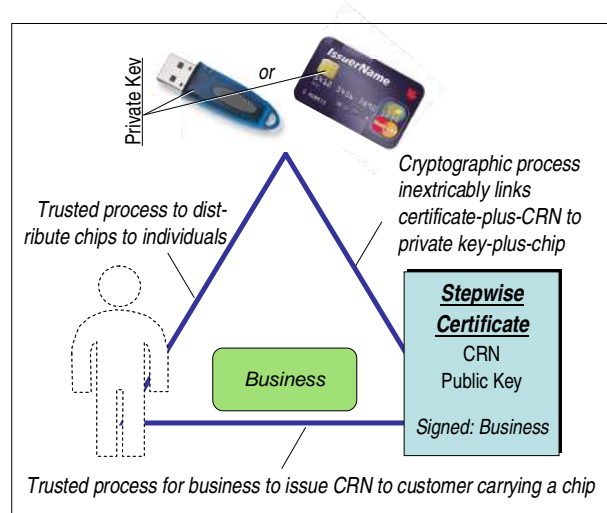 Private Key
or
IssuerName
Trusted process to dist-
ribute chips to individuals
Cryptographic process
inextricably links
certificate-plus-CRN to
private key-plus-chip
Stepwise
Certificate
CRN
Public Key
Signed: Business
Business
Trusted process for business to issue CRN to customer carrying a chip